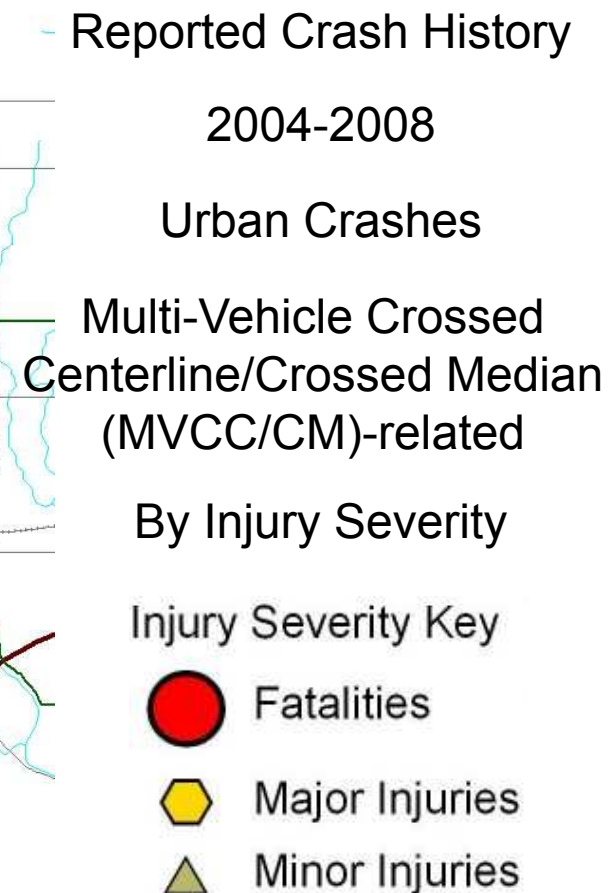 Reported Crash History
2004-2008
Urban Crashes
Multi-Vehicle Crossed
Centerline/Crossed Median
(MVCC/CM)-related
By Injury Severity
Injury Severity Key
Fatalities
Major Injuries
Minor Injuries